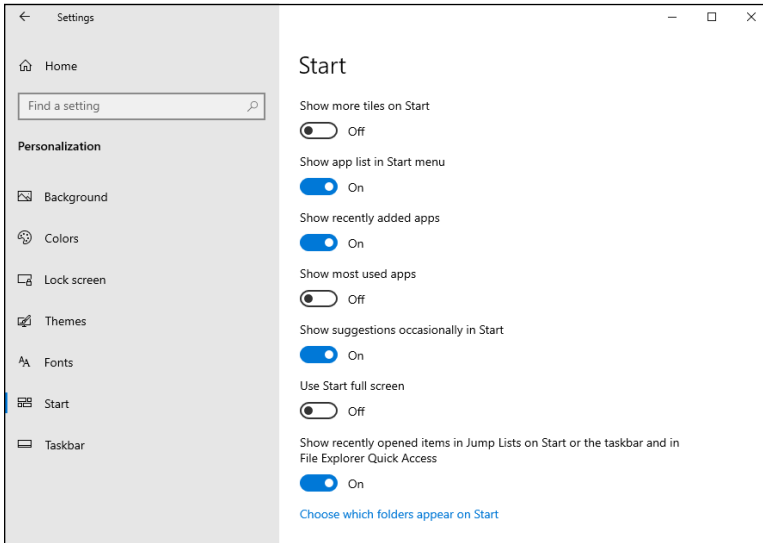 Settings
Home
Find a setting
Personalization
Background
Colors
Lock screen
Themes
Fonts
Start
Taskbar
Start
Show more tiles on Start
Off
Show app list in Start menu
On
Show recently added apps
On
Show most used apps
Off
Show suggestions occasionally in Start
On
Use Start full screen
Off
Show recently opened items in Jump Lists on Start or the taskbar and in
File Explorer Quick Access
On
Choose which folders appear on Start